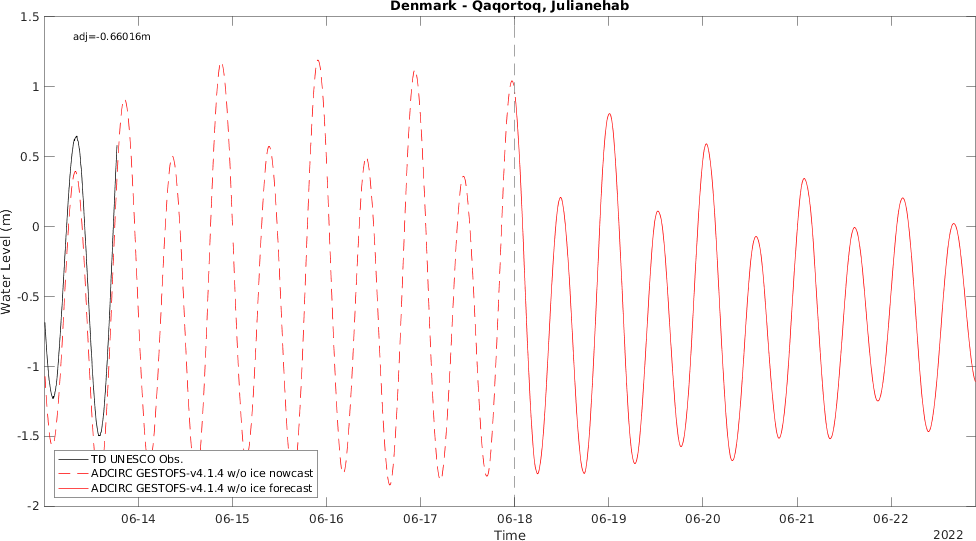 Denmark - Qaqortoq, Julianehab
adj=-0.66016m
1.5
1
0.5
0
-0.5
-1
-1.5
-2
Water Level (m)
TD UNESCO Obs.
ADCIRC GESTOFS-v4.1.4 w/o ice nowcast
ADCIRC GESTOFS-v4.1.4 w/o ice forecast
06-14 06-15 06-16 06-17 06-18 06-19 06-20 06-21 06-22
Time
2022